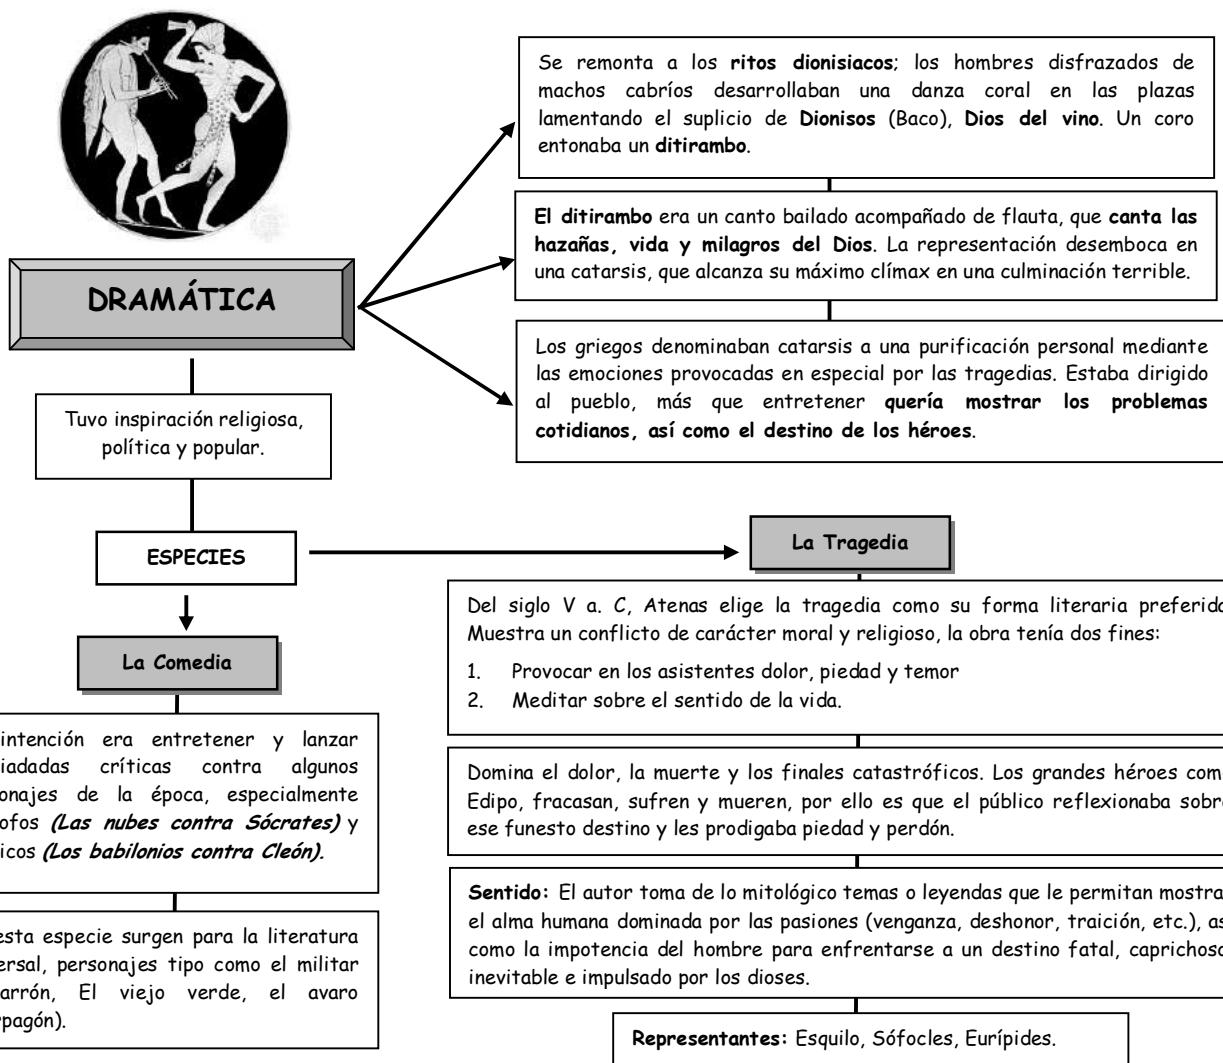 Se remonta a los ritos dionisiacos; los hombres disfrazados de
machos cabríos desarrollaban una danza coral en las plazas
lamentando el suplicio de Dionisos (Baco), Dios del vino. Un coro
entonaba un ditirambo.
El ditirambo era un canto bailado acompañado de flauta, que canta las
hazañas, vida y milagros del Dios. La representación desemboca en
una catarsis, que alcanza su máximo clímax en una culminación terrible.
DRAMÁTICA
Los griegos denominaban catarsis a una purificación personal mediante
las emociones provocadas en especial por las tragedias. Estaba dirigido
al pueblo, más que entretener quería mostrar los problemas
cotidianos, así como el destino de los héroes.
Tuvo inspiración religiosa,
política y popular.
ESPECIES
La Tragedia
Del siglo V a. C, Atenas elige la tragedia como su forma literaria preferida
Muestra un conflicto de carácter moral y religioso, la obra tenía dos fines:
1. Provocar en los asistentes dolor, piedad y temor
2. Meditar sobre el sentido de la vida.
Domina el dolor, la muerte y los finales catastróficos. Los grandes héroes com
Edipo, fracasan, sufren y mueren, por ello es que el público reflexionaba sobre
ese funesto destino y les prodigaba piedad y perdón.
Sentido: El autor toma de lo mitológico temas o leyendas que le permitan mostra
el alma humana dominada por las pasiones (venganza, deshonor, traición, etc.), as
como la impotencia del hombre para enfrentarse a un destino fatal, caprichoso
inevitable e impulsado por los dioses.
Representantes: Esquilo, Sófocles, Eurípides.
La Comedia
intención era entretener y lanzar
iadadas críticas contra algunos
onajes de la época, especialmente
ofos (Las nubes contra Sócrates) y
icos (Los babilonios contra Cleón).
esta especie surgen para la literatura
ersal, personajes tipo como el militar
arrón, El viejo verde, el avaro
rpagón).